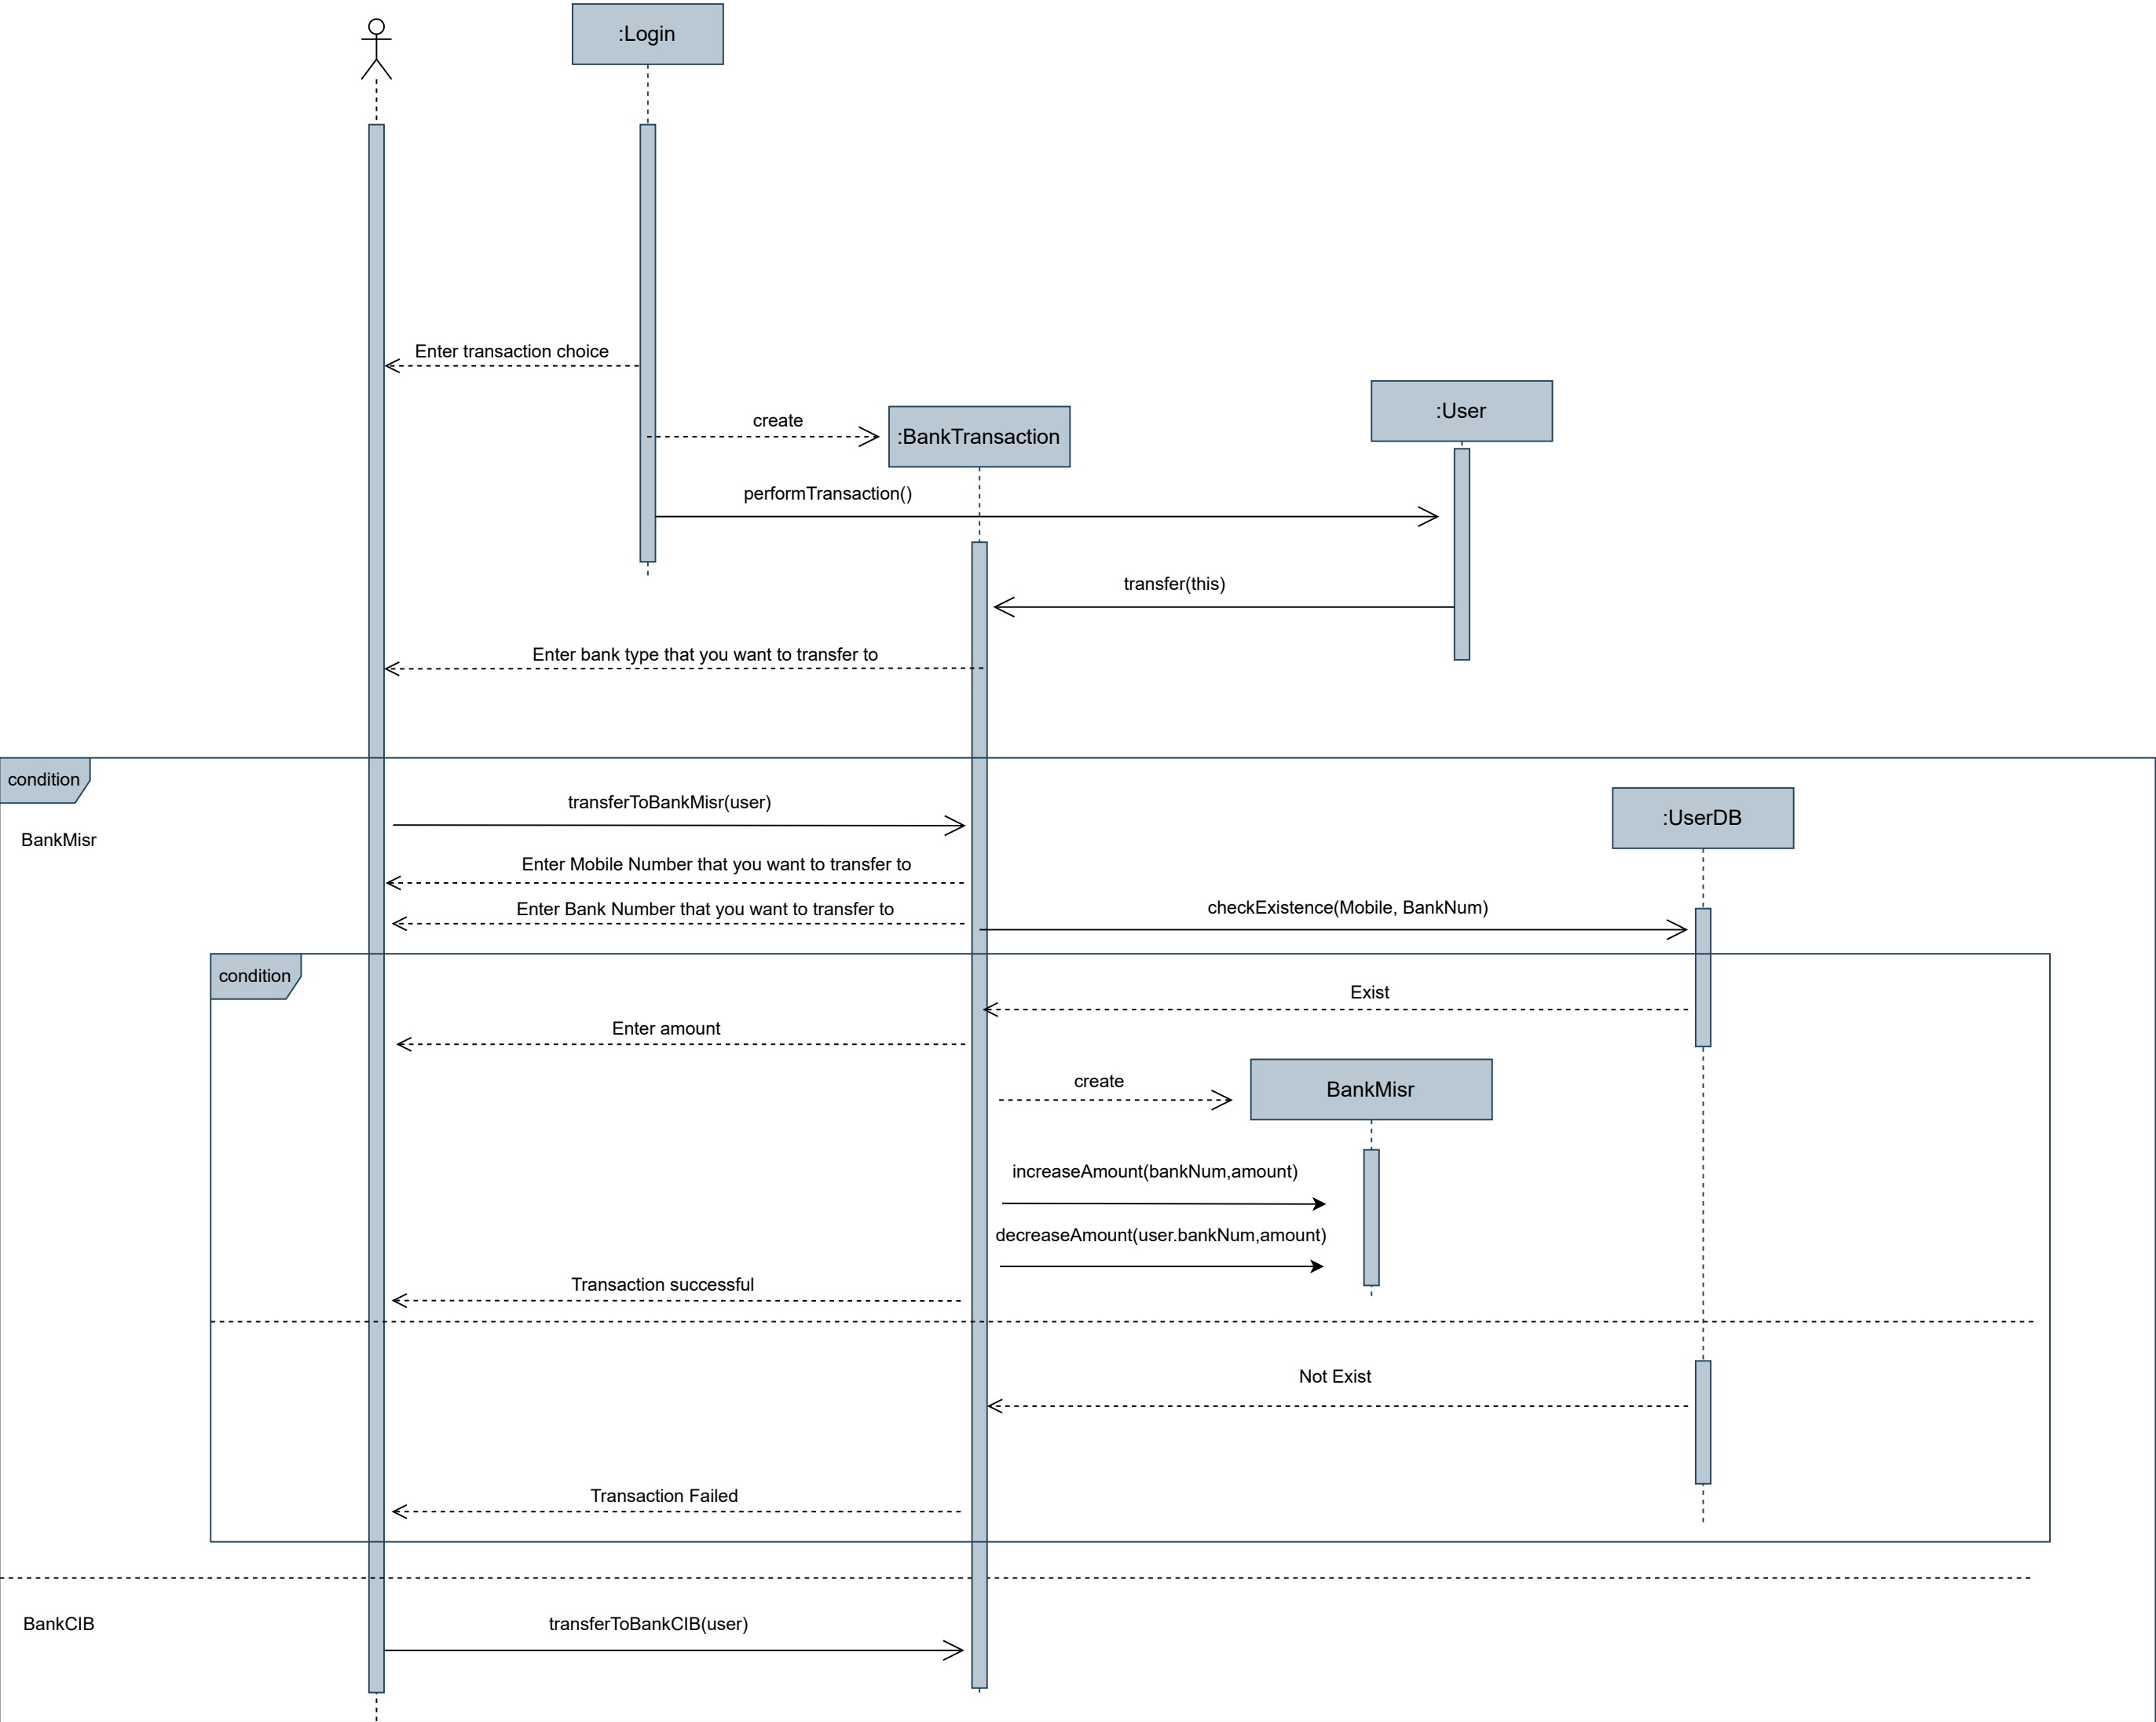 :Login
Enter transaction choice
create
:BankTransaction
:User
performTransaction()
transfer(this)
Enter bank type that you want to transfer to
condition
BankMisr
transferToBankMisr(user)
:UserDB
Enter Mobile Number that you want to transfer to
Enter Bank Number that you want to transfer to
checkExistence(Mobile, BankNum)
condition
Exist
Enter amount
create
BankMisr
increaseAmount(bankNum,amount)
decreaseAmount(user.bankNum,amount)
Transaction successful
Not Exist
Transaction Failed
BankCIB
transferToBankCIB(user)